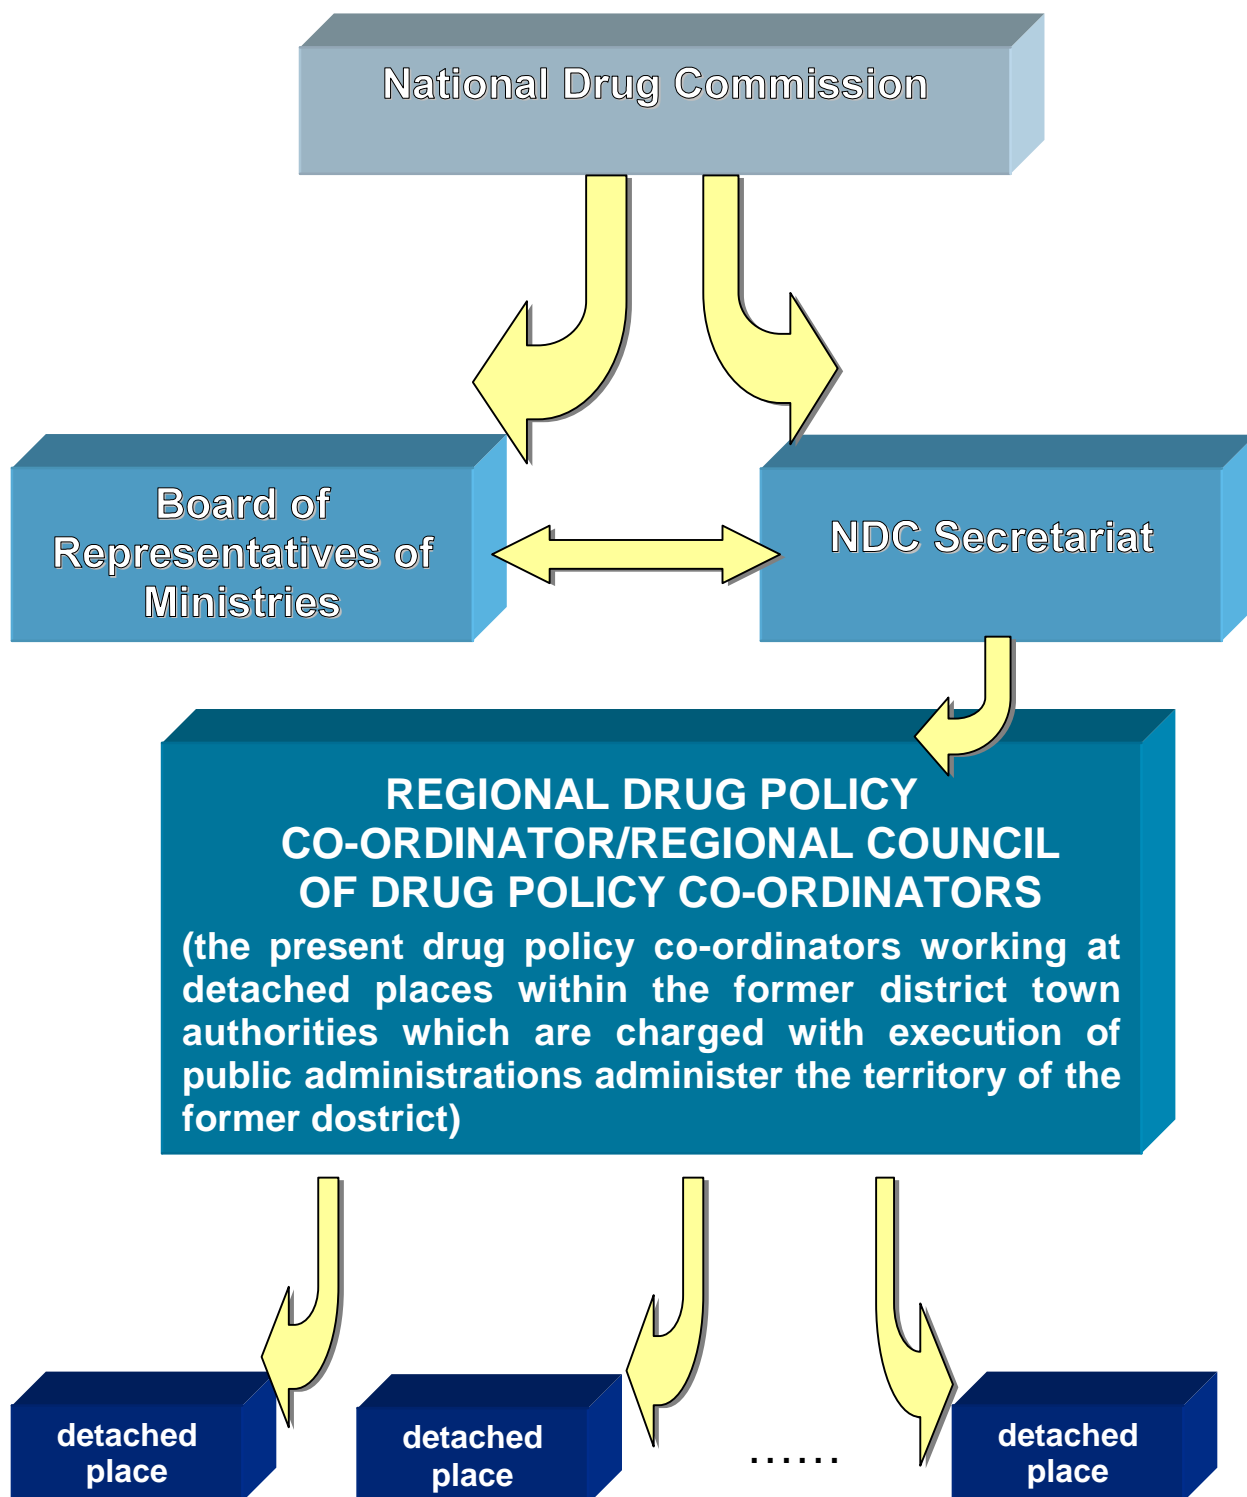 National Drug Commission
Board of
Representatives of
Ministries
NDC Secretariat
REGIONAL DRUG POLICY
CO-ORDINATOR/REGIONAL COUNCIL
OF DRUG POLICY CO-ORDINATORS
(the present drug policy co-ordinators working at
detached places within the former district town
authorities which are charged with execution of
public administrations administer the territory of the
former dostrict)
detached
place
detached
place
......
detached
place